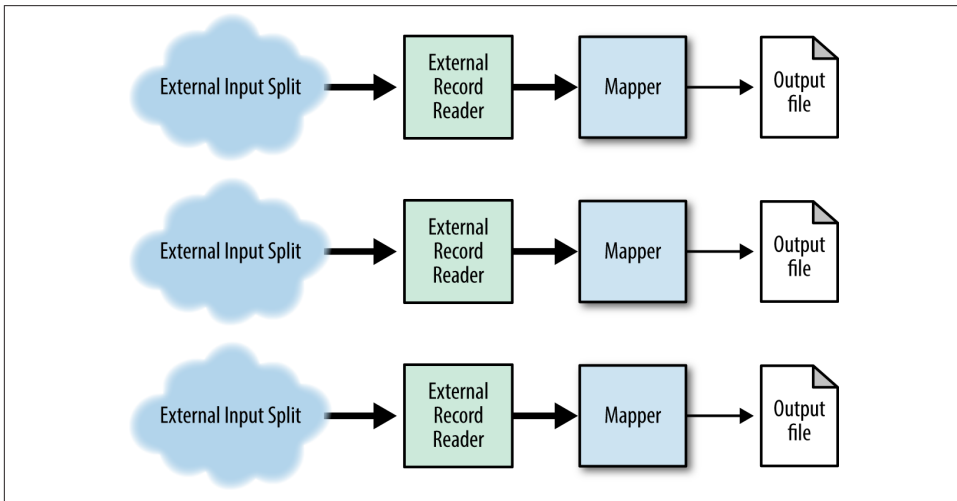 External Input Split
External
Record
Reader
Mapper
Output
file
External Input Split
External
Record
Reader
Mapper
Output
file
External Input Split
External
Record
Reader
Mapper
Output
file